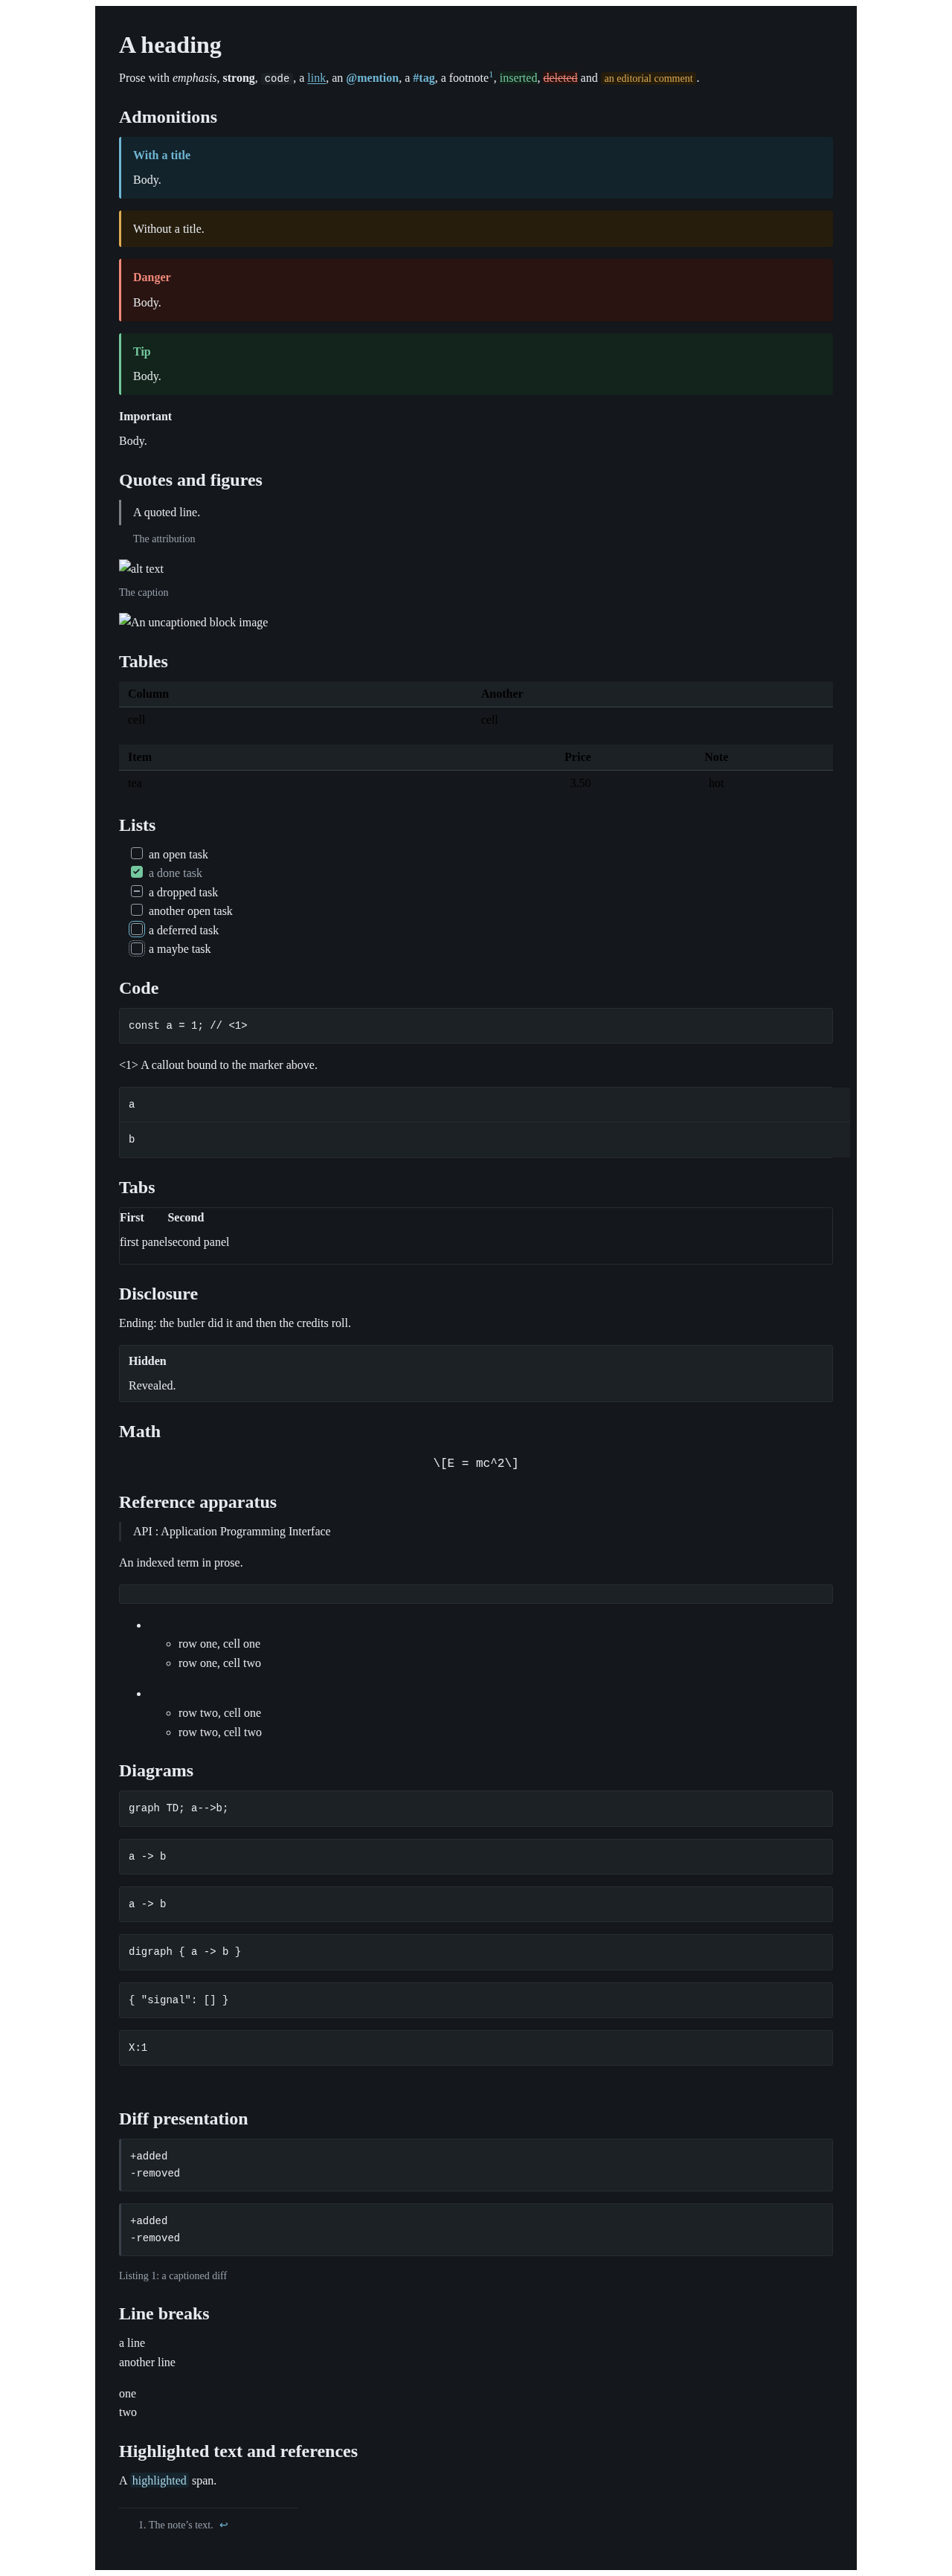 A heading
Prose with emphasis, strong, code , a link, an @mention, a #tag, a footnote1, inserted, deleted and an editorial comment .
Admonitions
With a title
Body.
Without a title.
Danger
Body.
Tip
Body.
Important
Body.
Quotes and figures
A quoted line.
The attribution
alt text
The caption
An uncaptioned block image
Tables
Column Another
cell cell
Item Price Note
tea 3.50 hot
Lists
an open task
a done task
a dropped task
another open task
a deferred task
a maybe task
Code
const a = 1; // <1>
<1> A callout bound to the marker above.
a
b
Tabs
First Second
first panelsecond panel
Disclosure
Ending: the butler did it and then the credits roll.
Hidden
Revealed.
Math
\[E = mc^2\]
Reference apparatus
API : Application Programming Interface
An indexed term in prose.
row one, cell one
row one, cell two
row two, cell one
row two, cell two
Diagrams
graph TD; a-->b;
a -> b
a -> b
digraph { a -> b }
{ "signal": [] }
X:1
Diff presentation
+added
-removed
+added
-removed
Listing 1: a captioned diff
Line breaks
a line
another line
one
two
Highlighted text and references
A highlighted span.
1. The note’s text. ↩